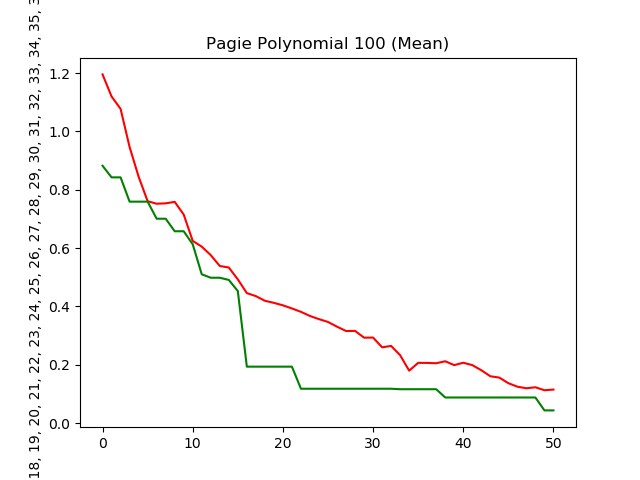 Pagie Polynomial 100 (Mean)
18, 19, 20, 21, 22, 23, 24, 25, 26, 27, 28, 29, 30, 31, 32, 33, 34, 35,
1.2
1.0
0.8
0.6
0.4
0.2
0.0
0 10 20 30 40 50